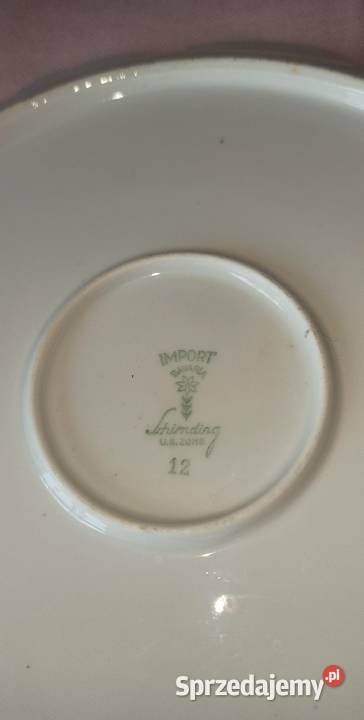 IMPORT
BAVARIA
Schirnding
U.S. ZONE
12
Sprzedajemy.pl